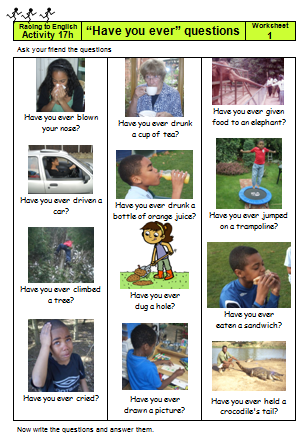 Racing to English
Activity 17h
“Have you ever” questions
Worksheet
1
Ask your friend the questions
Have you ever blown
your nose?
Have you ever drunk
a cup of tea?
Have you ever given
food to an elephant?
Have you ever driven a
car?
Have you ever drunk a
bottle of orange juice?
Have you ever jumped
on a trampoline?
Have you ever climbed
a tree?
Have you ever
dug a hole?
Have you ever
eaten a sandwich?
Have you ever cried?
Have you ever
drawn a picture?
Have you ever held a
crocodile's tail?
Now write the questions and answer them.